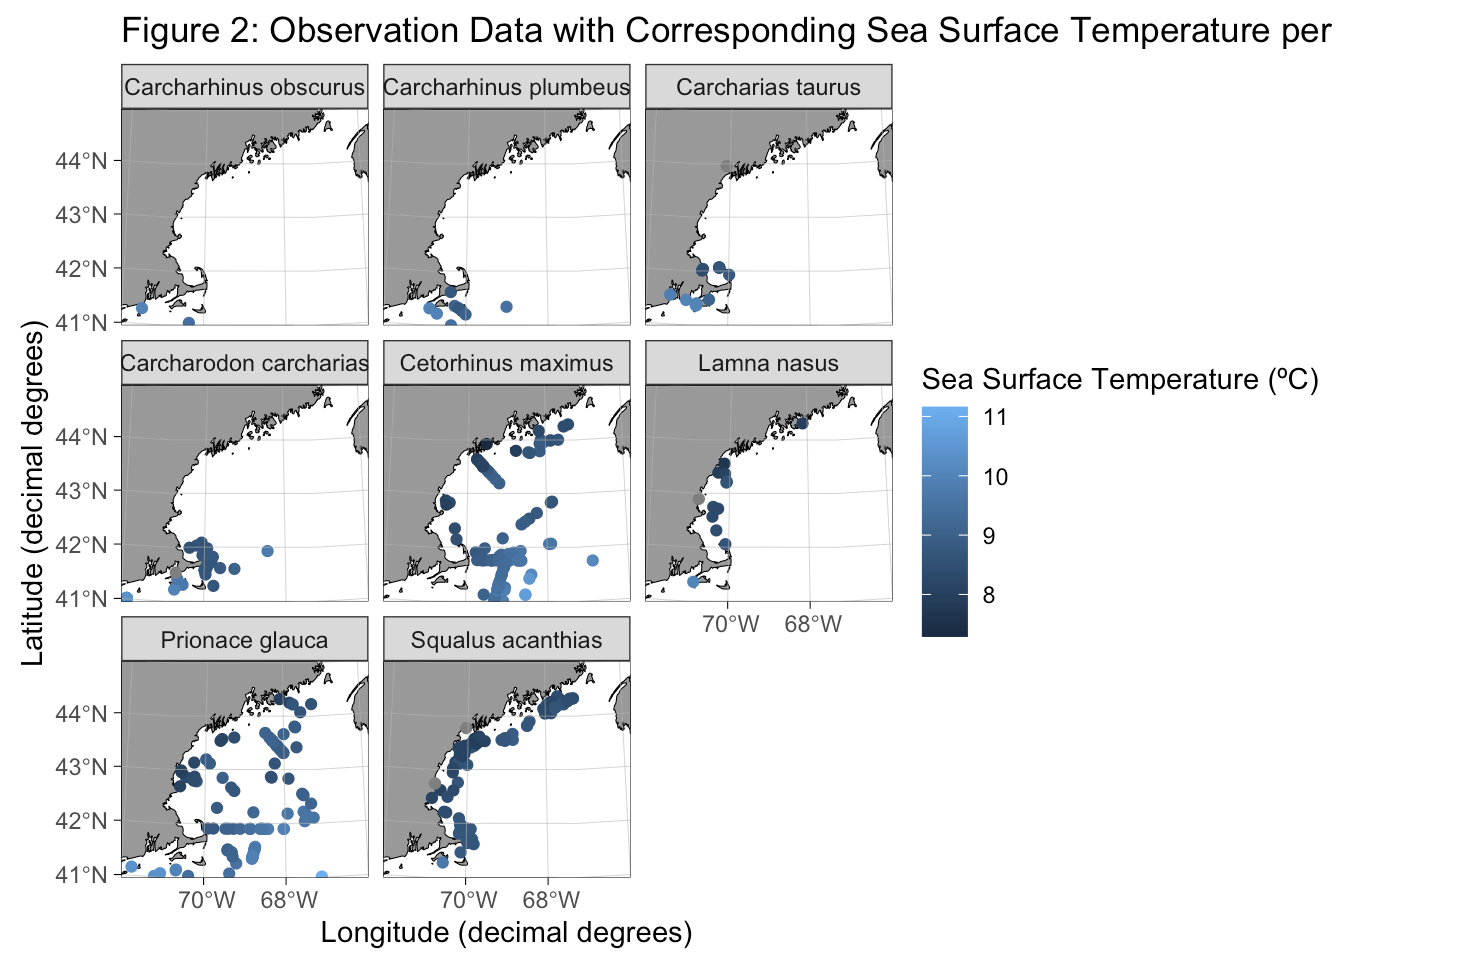 Figure 2: Observation Data with Corresponding Sea Surface Temperature per
Carcharhinus obscurus
Carcharhinus plumbeus
Carcharias taurus
44°N
43°N
42°N
41°N
Carcharodon carcharias
Cetorhinus maximus
Lamna nasus
44°N
43°N
42°N
41°N
70°W 68°W
Prionace glauca
Squalus acanthias
44°N
43°N
42°N
41°N
70°W 68°W
70°W 68°W
Longitude (decimal degrees)
Latitude (decimal degrees)
Sea Surface Temperature (ºC)
11
10
9
8